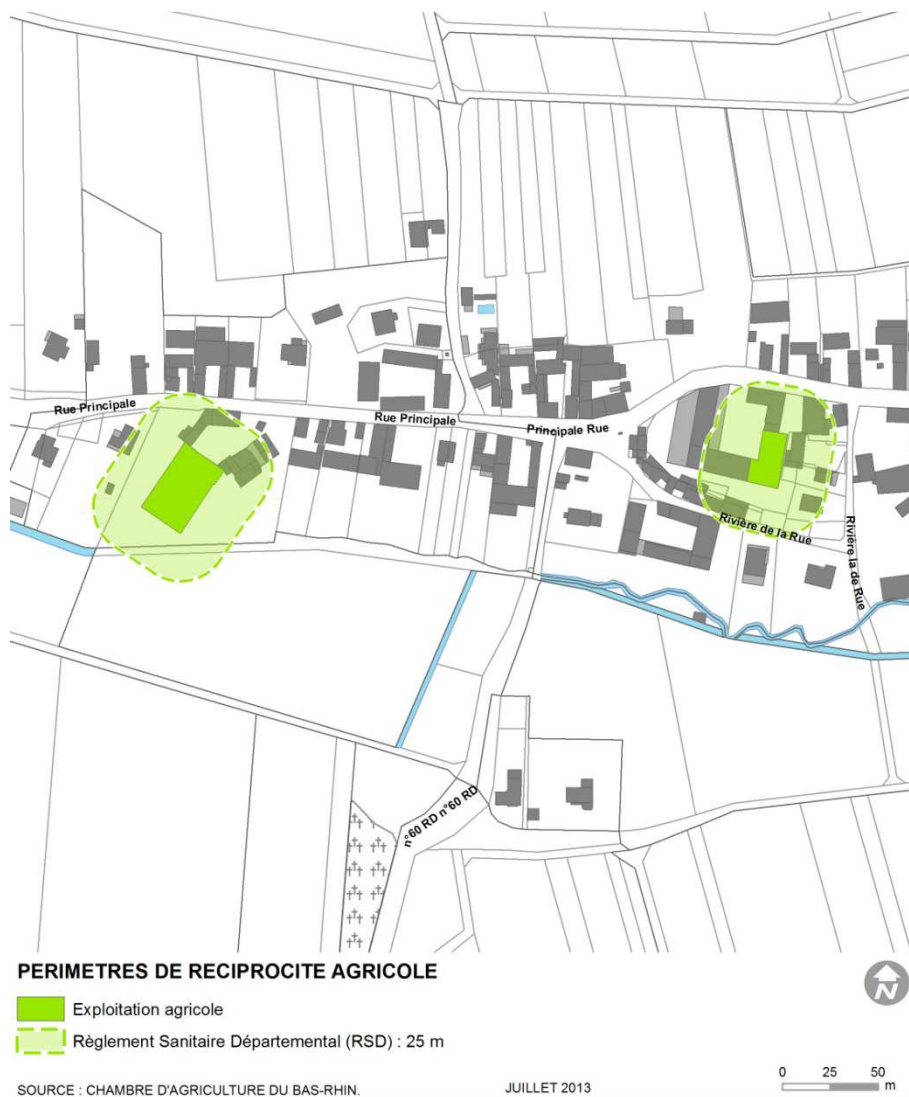 Rue Principale
Rue Principale
Principale Rue
Rivière de la Rue
Rivière la de Rue
n°60 RD n°60 RD
PERIMETRES DE RECIPROCITE AGRICOLE
Exploitation agricole
Règlement Sanitaire Départemental (RSD) : 25 m
N
SOURCE : CHAMBRE D'AGRICULTURE DU BAS-RHIN.
JUILLET 2013
0 25 50
m